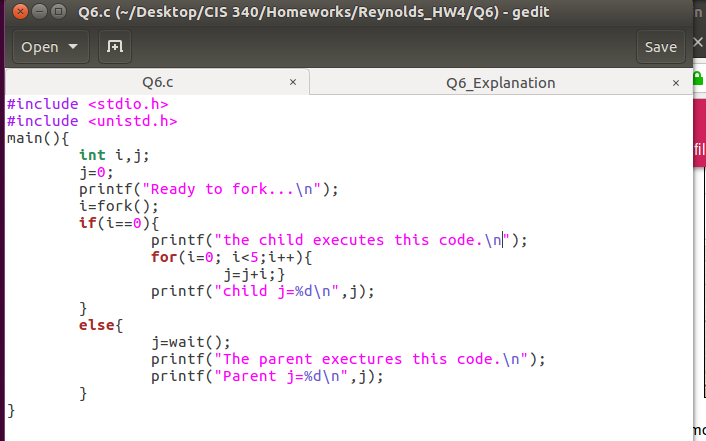 Q6.c (~/Desktop/CIS 340/Homeworks/Reynolds_HW4/Q6) - gedit
Open Save
Q6.c × Q6_Explanation ×
#include <stdio.h>
#include <unistd.h>
main(){
        int i,j;
        j=0;
        printf("Ready to fork...\n");
        i=fork();
        if(i==0){
                printf("the child executes this code.\n");
                for(i=0; i<5;i++){
                        j=j+i;}
                printf("child j=%d\n",j);
        }
        else{
                j=wait();
                printf("The parent exectures this code.\n");
                printf("Parent j=%d\n",j);
        }
}